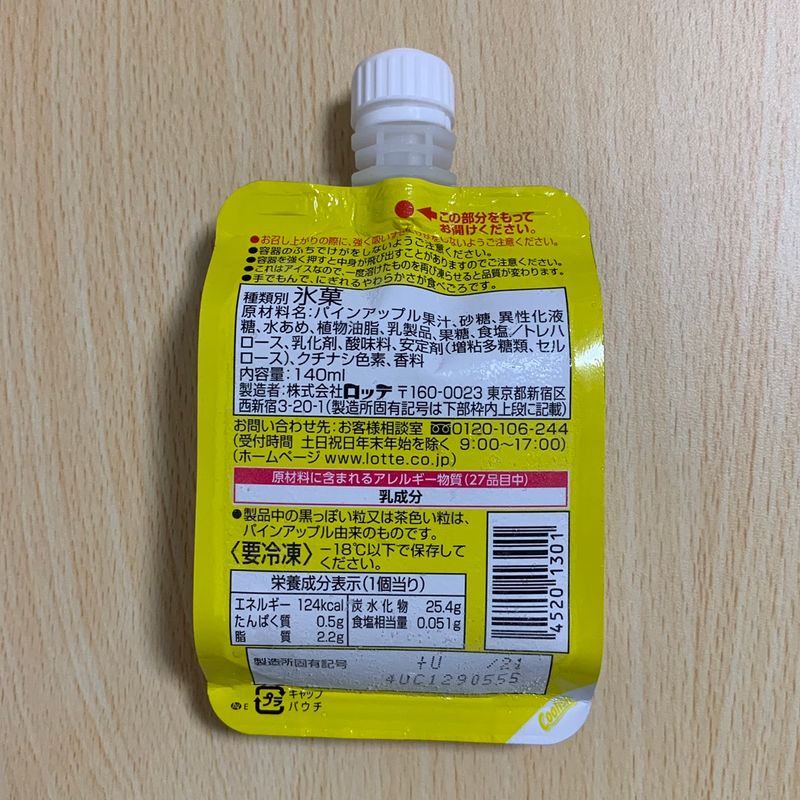 この部分をもって
お開けください。
●お召し上がりの際に、強く吸い
しないようご注意ください。
●容器のふちでけがをしないようご注意ください。
●容器を強く押すと中身が飛び出すことがありますのでご注意ください。
●これはアイスなので、一度溶けたものを再び凍らせると品質が変わります。
●手でもんで、にぎれるやわらかさが食べごろです。
種類別 氷菓
原材料名:パインアップル果汁、砂糖、異性化液
糖、水あめ、植物油脂、乳製品、果糖、食塩／トレハ
ロース、乳化剤、酸味料、安定剤(増粘多糖類、セル
ロース)、クチナシ色素、香料
内容量:140ml
製造者:株式会社ロッテ 〒160-0023 東京都新宿区
西新宿3-20-1(製造所固有記号は下部枠内上段に記載)
お問い合わせ先:お客様相談室 0120-106-244
(受付時間 土日祝日年末年始を除く 9:00〜17:00)
(ホームページ www.lotte.co.jp)
原材料に含まれるアレルギー物質(27品目中)
乳成分
●製品中の黒っぽい粒又は茶色い粒は、
パインアップル由来のものです。
〈要冷凍〉 −18℃以下で保存して
ください。
栄養成分表示(1個当り)
エネルギー 124kcal 炭水化物 25.4g
たんぱく質 0.5g 食塩相当量 0.051g
脂質 2.2g
4520 1301
製造所固有記号 +U /21
4UC1290555
プラ キャップ
パウチ
N E
Coolish